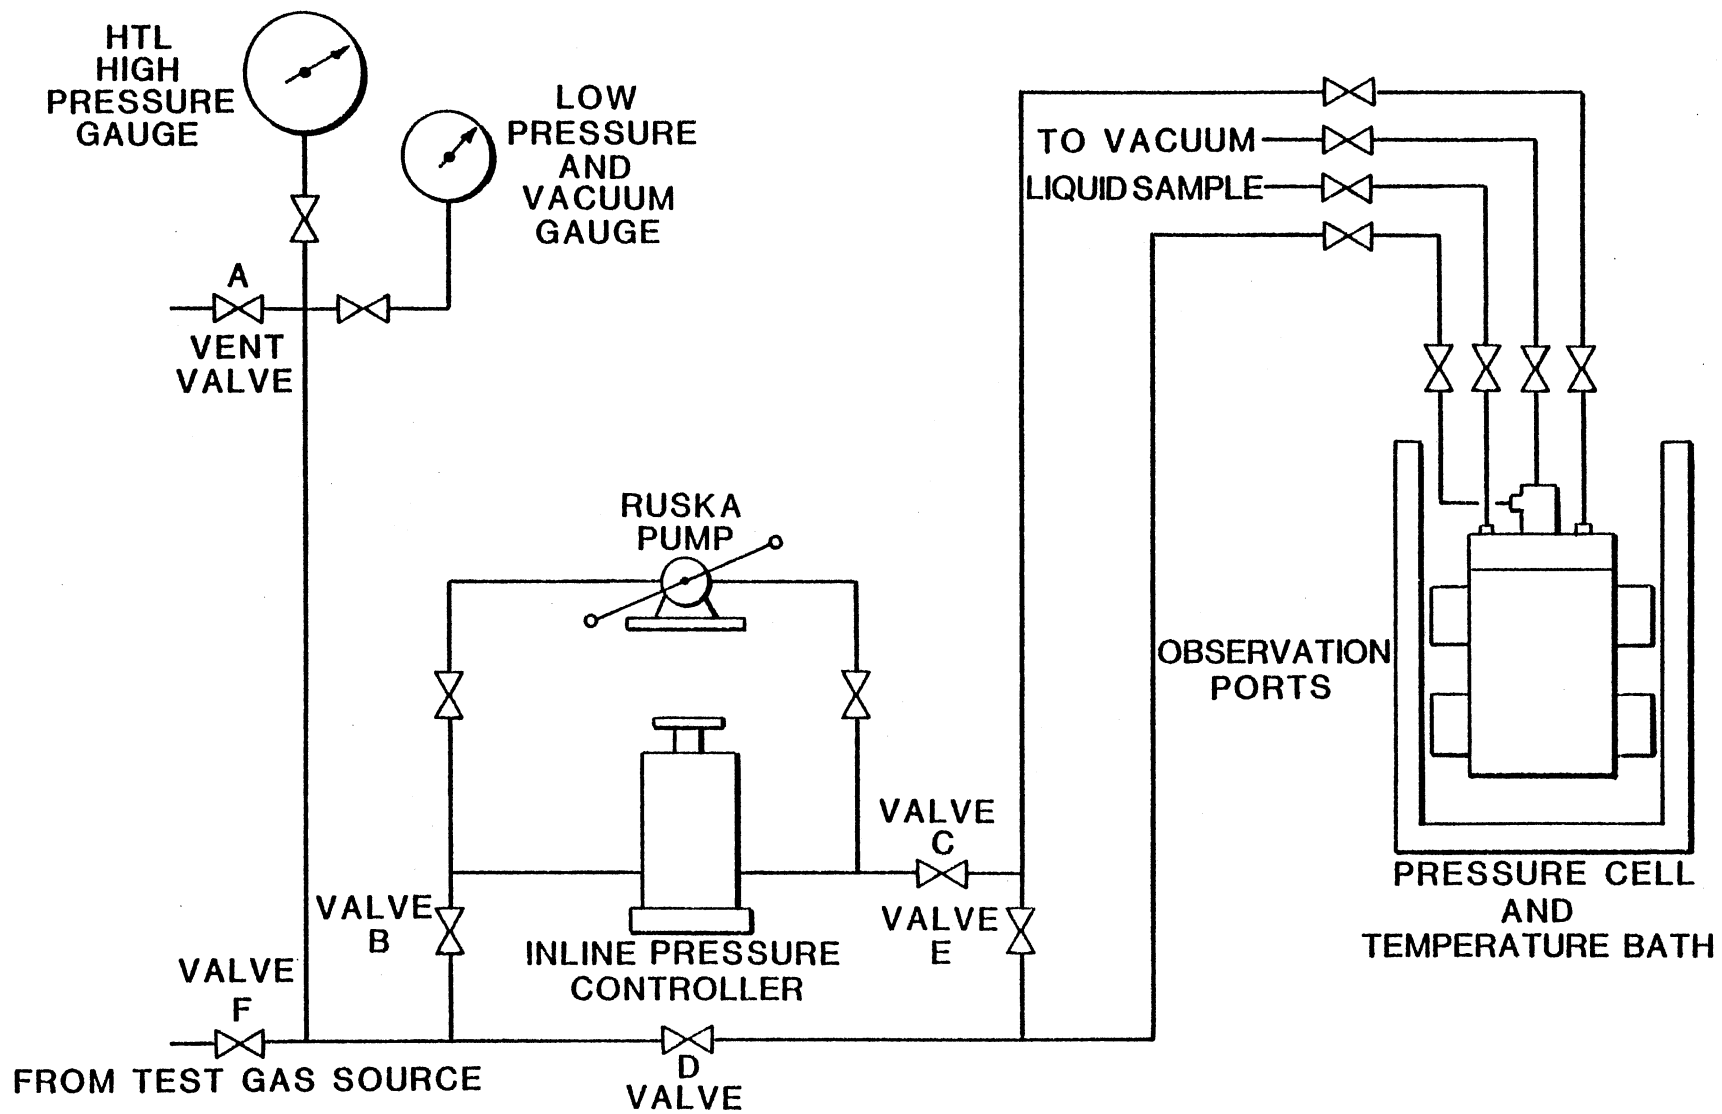 HTL
HIGH
PRESSURE
GAUGE
LOW
PRESSURE
AND
VACUUM
GAUGE
TO VACUUM
LIQUID SAMPLE
A
VENT
VALVE
RUSKA
PUMP
OBSERVATION
PORTS
VALVE
C
VALVE
B
VALVE
E
INLINE PRESSURE
CONTROLLER
PRESSURE CELL
AND
TEMPERATURE BATH
VALVE
F
FROM TEST GAS SOURCE
D
VALVE